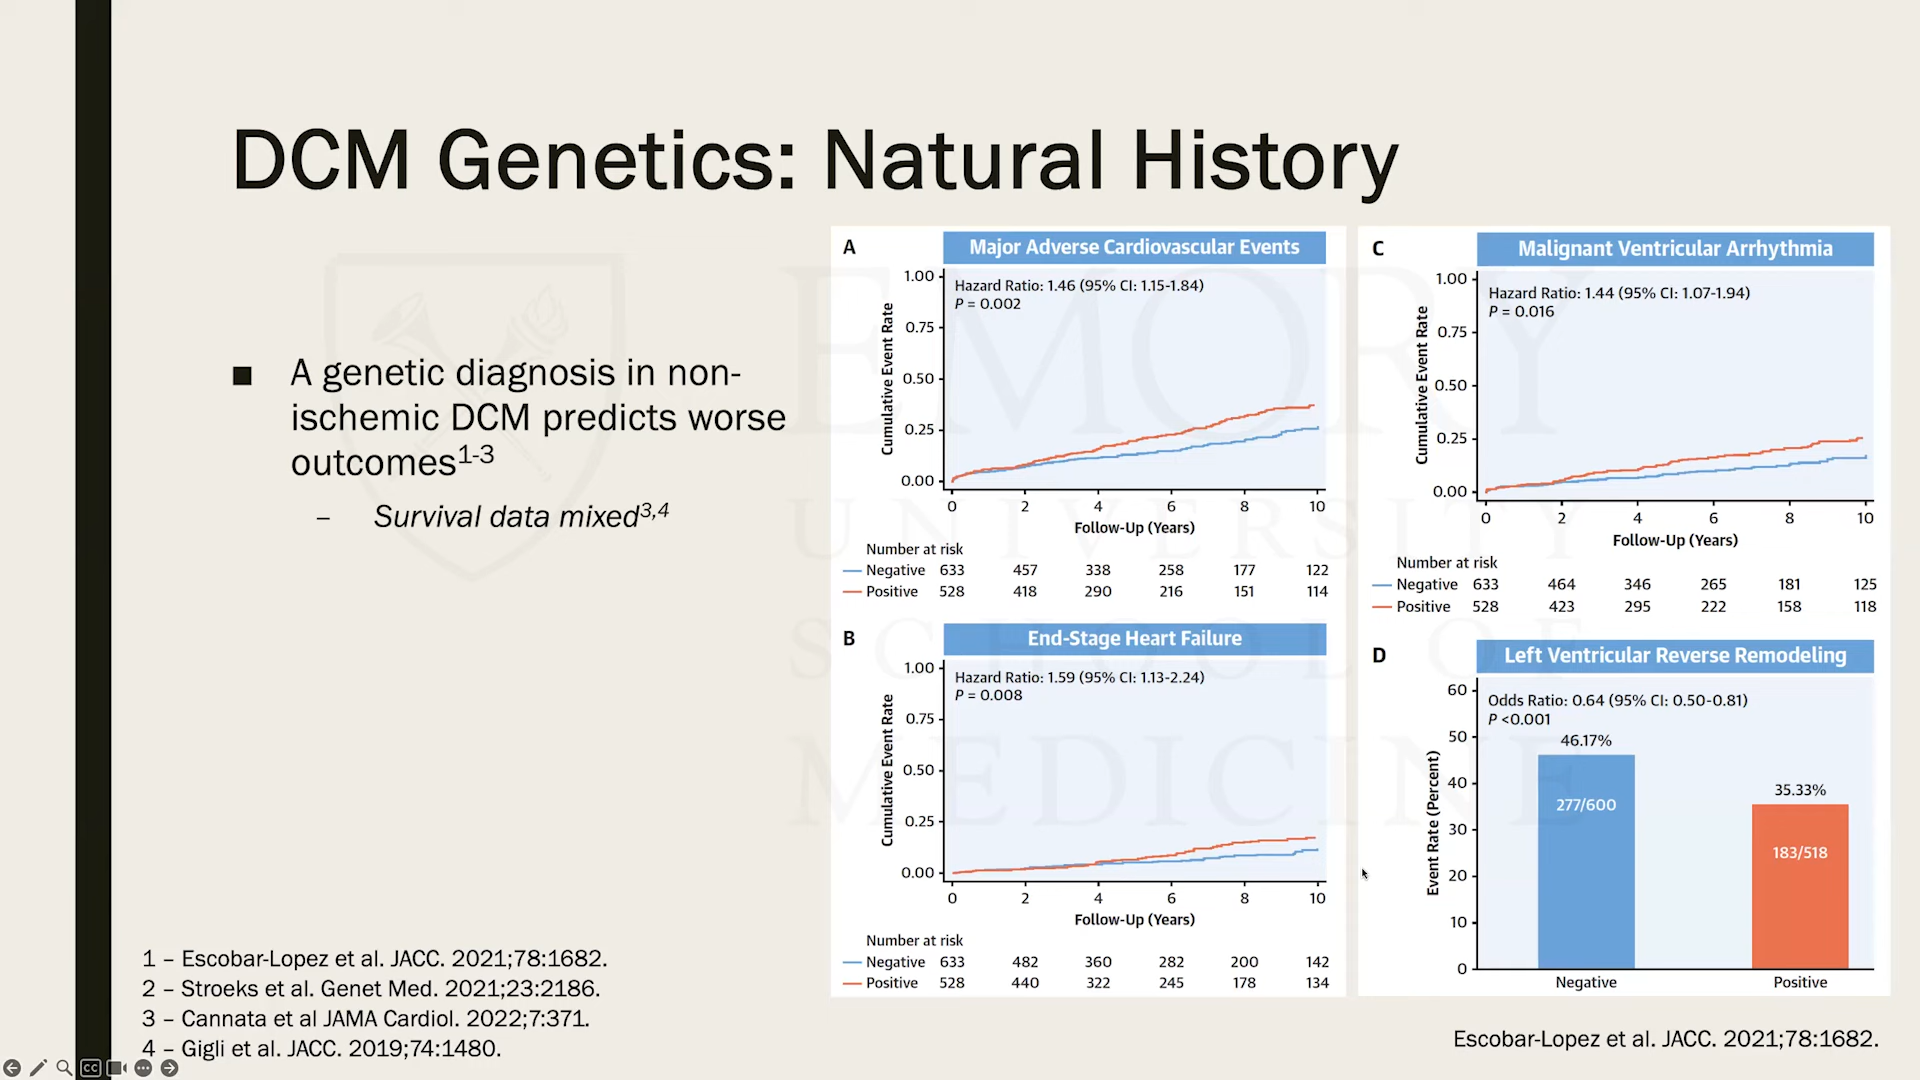 DCM Genetics: Natural History
■ A genetic diagnosis in non-
ischemic DCM predicts worse
outcomes1-3
– Survival data mixed3,4
A
Major Adverse Cardiovascular Events
Hazard Ratio: 1.46 (95% CI: 1.15-1.84)
P = 0.002
Cumulative Event Rate
1.00
0.75
0.50
0.25
0.00
0 2 4 6 8 10
Follow-Up (Years)
Number at risk
Negative 633 457 338 258 177 122
Positive 528 418 290 216 151 114
B
End-Stage Heart Failure
Hazard Ratio: 1.59 (95% CI: 1.13-2.24)
P = 0.008
Cumulative Event Rate
1.00
0.75
0.50
0.25
0.00
0 2 4 6 8 10
Follow-Up (Years)
Number at risk
Negative 633 482 360 282 200 142
Positive 528 440 322 245 178 134
C
Malignant Ventricular Arrhythmia
Hazard Ratio: 1.44 (95% CI: 1.07-1.94)
P = 0.016
Cumulative Event Rate
1.00
0.75
0.50
0.25
0.00
0 2 4 6 8 10
Follow-Up (Years)
Number at risk
Negative 633 464 346 265 181 125
Positive 528 423 295 222 158 118
D
Left Ventricular Reverse Remodeling
Odds Ratio: 0.64 (95% CI: 0.50-0.81)
P <0.001
Event Rate (Percent)
60
50
40
30
20
10
0
46.17%
277/600
35.33%
183/518
Negative Positive
1 – Escobar-Lopez et al. JACC. 2021;78:1682.
2 – Stroeks et al. Genet Med. 2021;23:2186.
3 – Cannata et al JAMA Cardiol. 2022;7:371.
4 – Gigli et al. JACC. 2019;74:1480.
Escobar-Lopez et al. JACC. 2021;78:1682.
EMORY
UNIVERSITY
SCHOOL OF
MEDICINE
CC